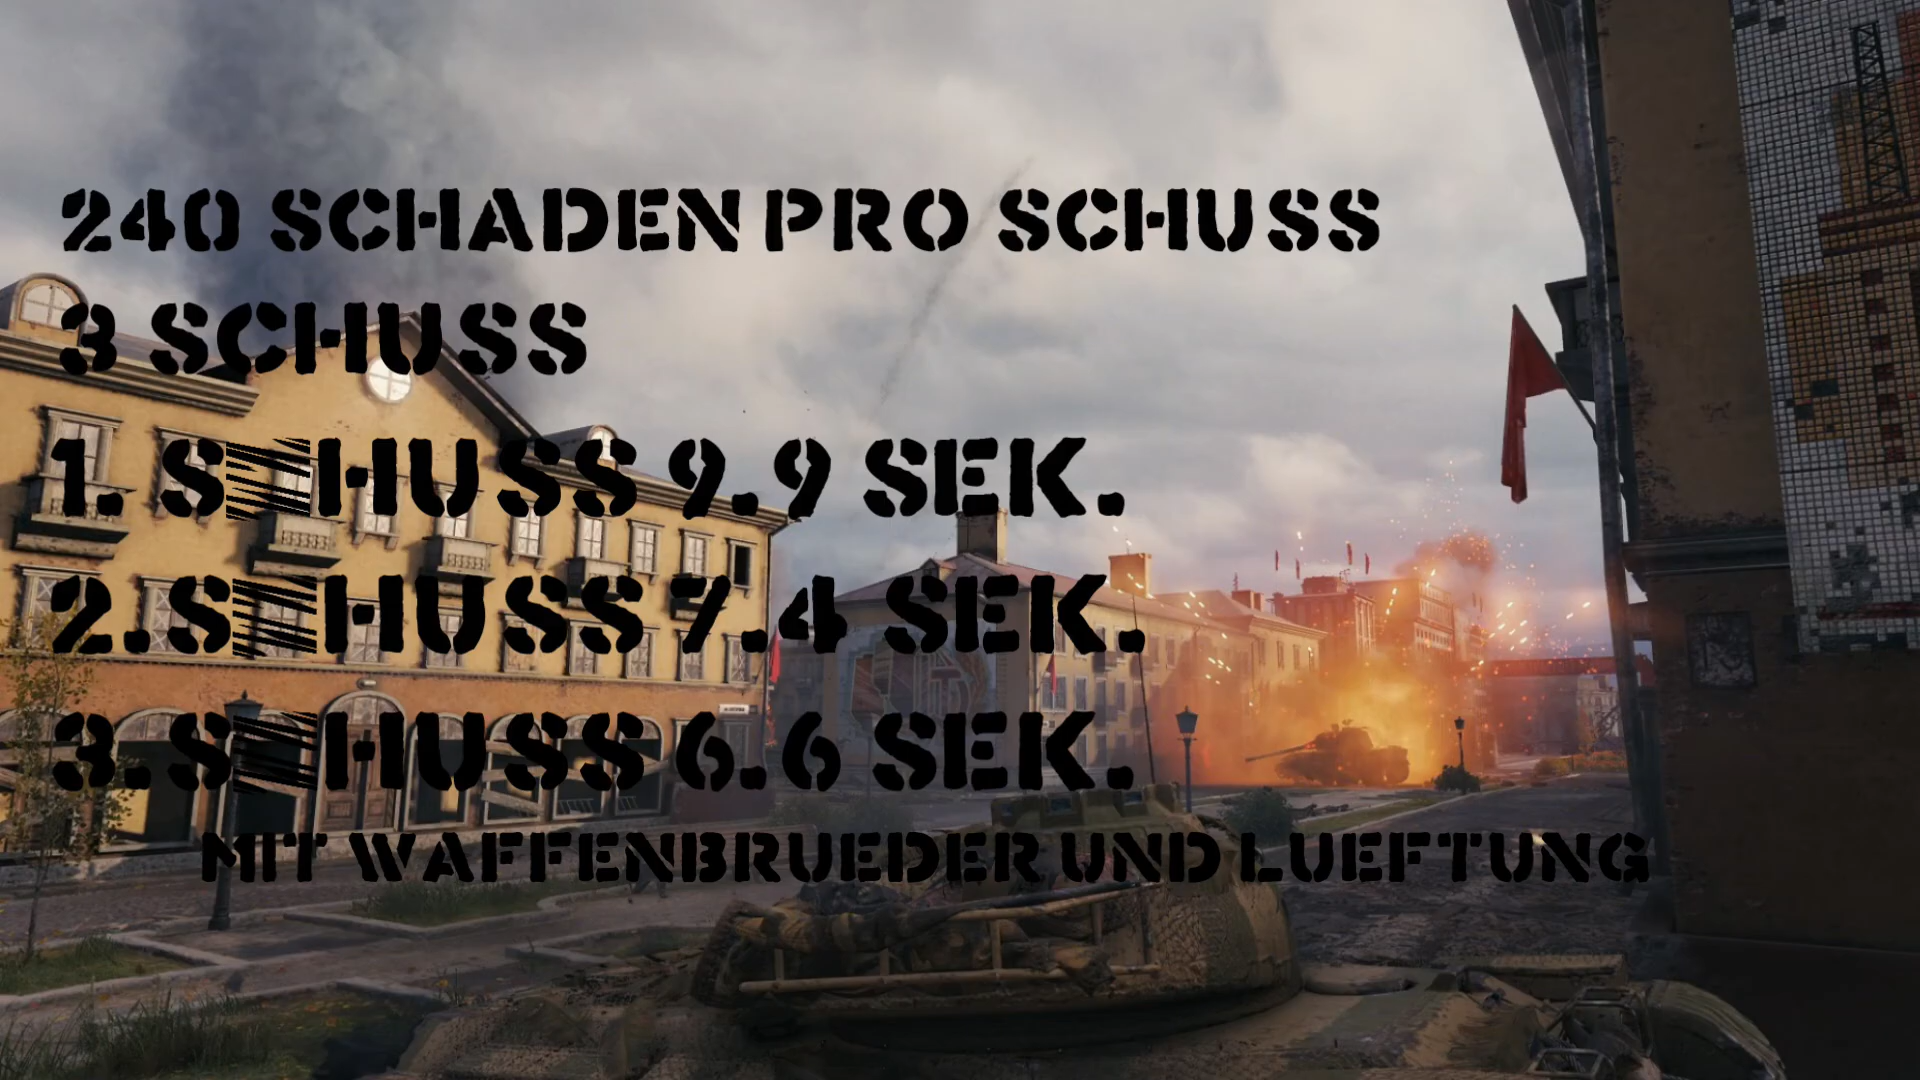 240 SCHADEN PRO SCHUSS
3 SCHUSS
1. SCHUSS 9.9 SEK.
2.SCHUSS 7.4 SEK.
3.SCHUSS 6.6 SEK.
MIT WAFFENBRUEDER UND LUEFTUNG